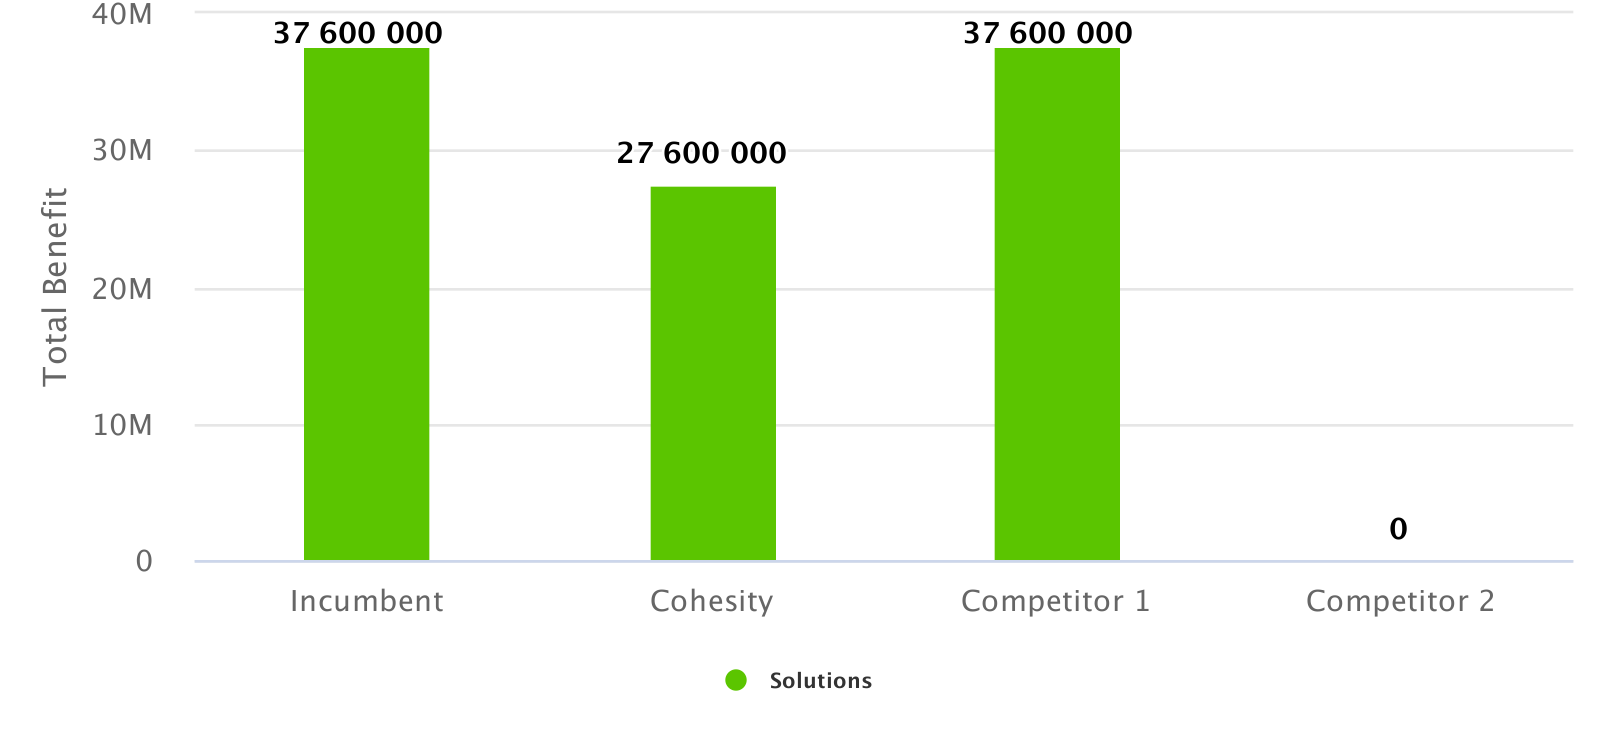 40M
30M
20M
10M
0
Total Benefit
37 600 000
27 600 000
37 600 000
0
Incumbent
Cohesity
Competitor 1
Competitor 2
Solutions